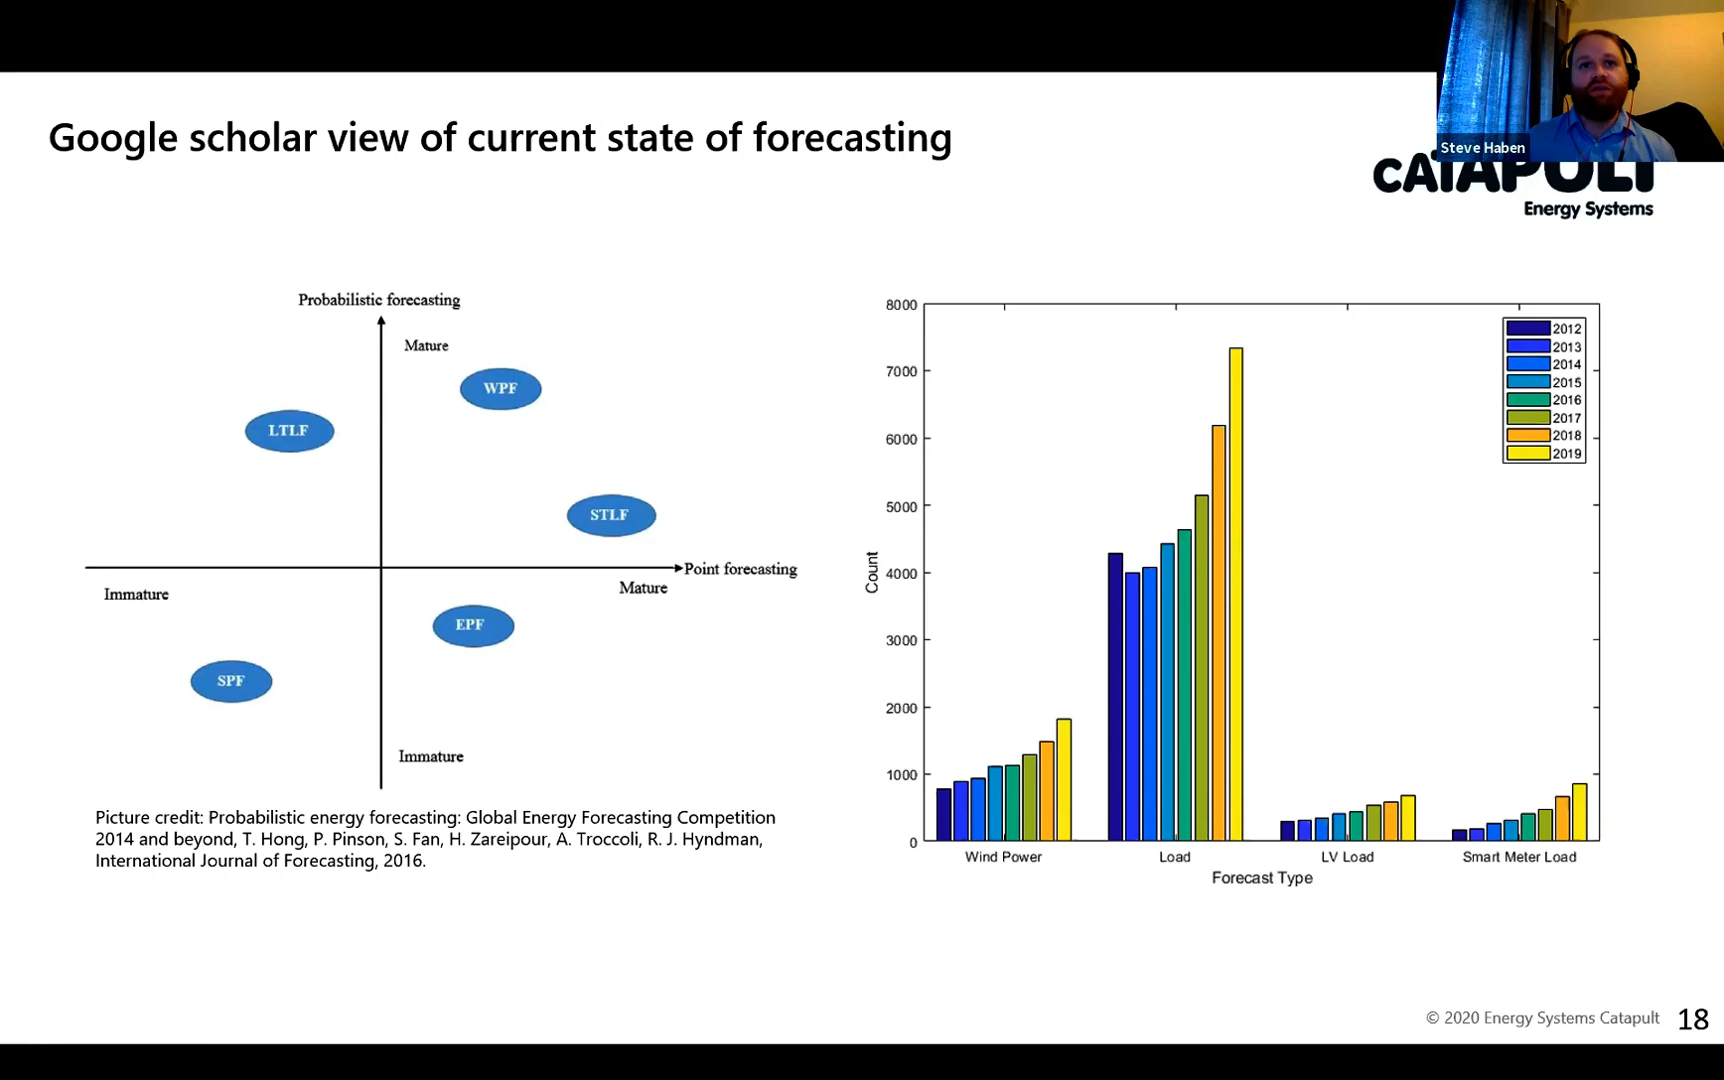 Steve Haben
Google scholar view of current state of forecasting
CATAPULT
Energy Systems
Probabilistic forecasting
Mature
WPF
LTLF
STLF
Point forecasting
Mature
Immature
EPF
SPF
Immature
Picture credit: Probabilistic energy forecasting: Global Energy Forecasting Competition
2014 and beyond, T. Hong, P. Pinson, S. Fan, H. Zareipour, A. Troccoli, R. J. Hyndman,
International Journal of Forecasting, 2016.
8000
7000
6000
5000
4000
3000
2000
1000
0
Count
2012
2013
2014
2015
2016
2017
2018
2019
Wind Power
Load
LV Load
Smart Meter Load
Forecast Type
© 2020 Energy Systems Catapult
18